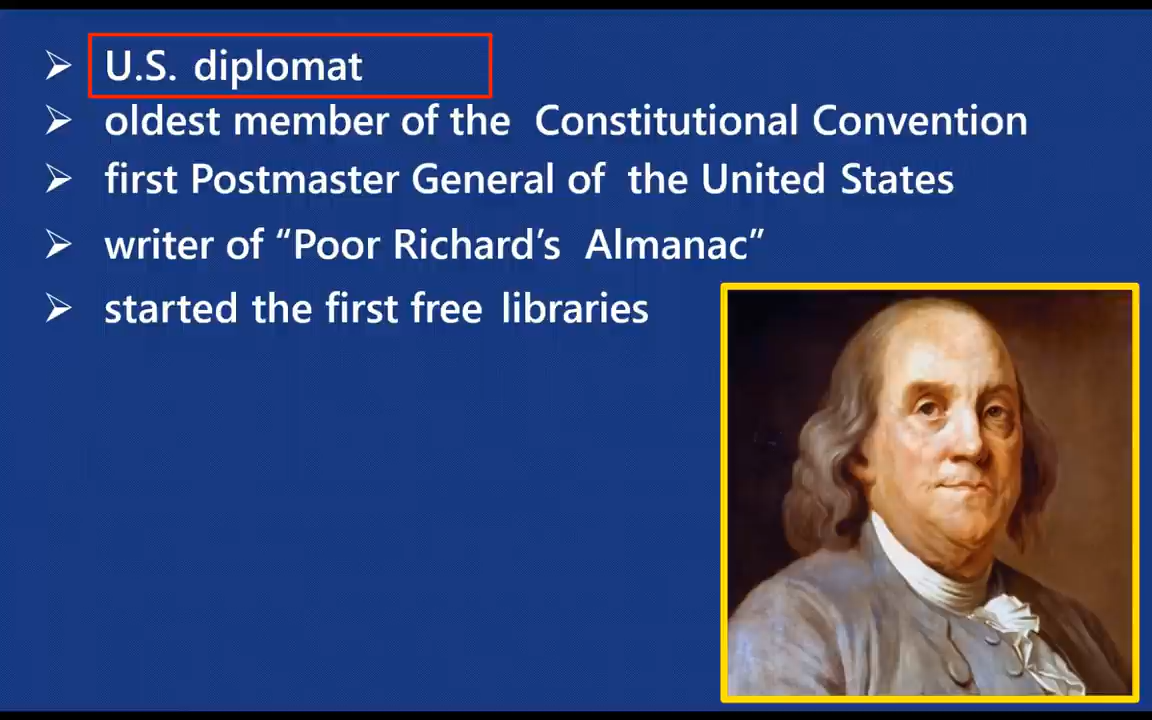 U.S. diplomat
oldest member of the Constitutional Convention
first Postmaster General of the United States
writer of “Poor Richard’s Almanac”
started the first free libraries